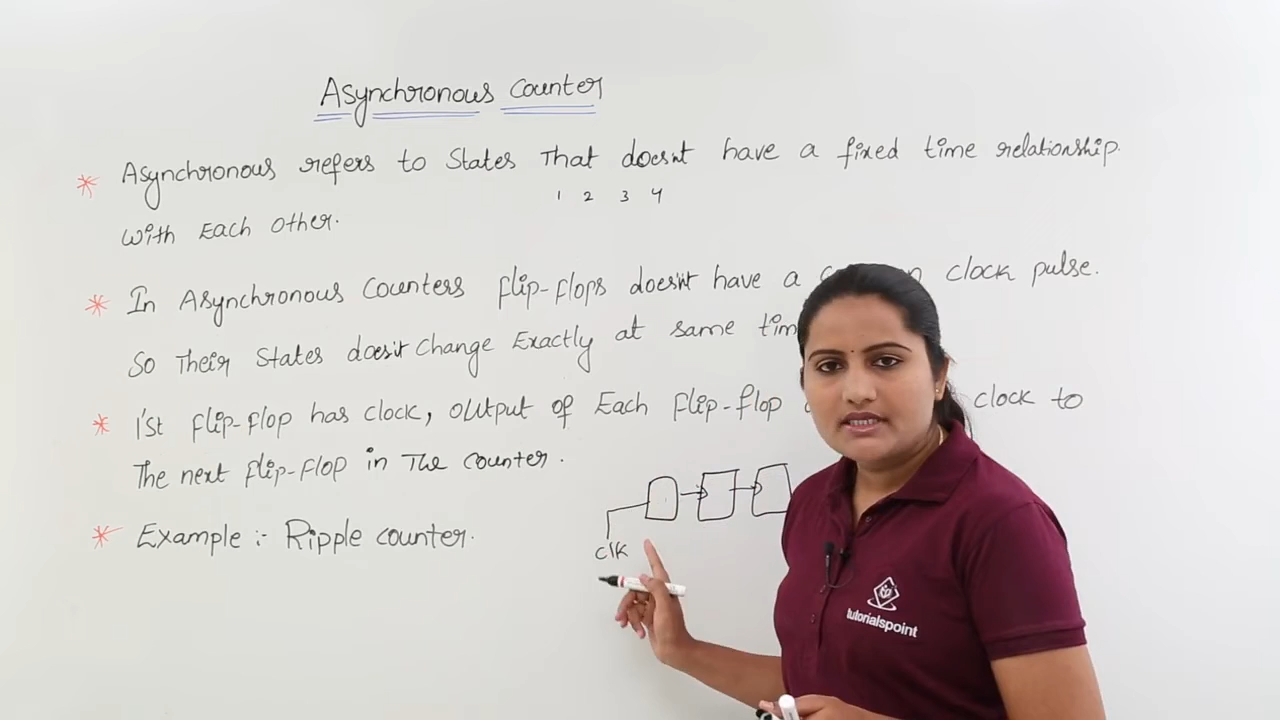 Asynchronous Counter
* Asynchronous refers to States That doesn't have a fixed time relationship
1 2 3 4
with Each Other.
* In Asynchronous Counters flip-flops doesn't have a clock pulse.
So Their States doesn't change Exactly at same
* 1'st flip-flop has clock, output of Each flip-flop clock to
The next flip-flop in The counter.
* Example :- Ripple counter.
clk
tutorialspoint